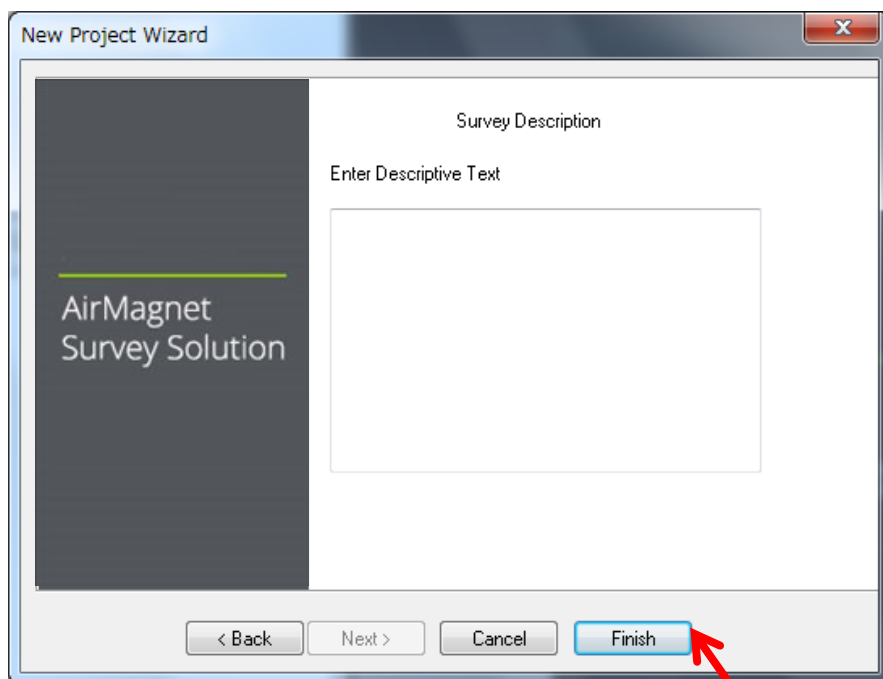 New Project Wizard
X
Survey Description
Enter Descriptive Text
AirMagnet
Survey Solution
< Back
Next >
Cancel
Finish